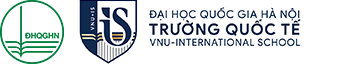 ĐHQGHN
VNU-IS
iS
ĐẠI HỌC QUỐC GIA HÀ NỘI
TRƯỜNG QUỐC TẾ
VNU-INTERNATIONAL SCHOOL